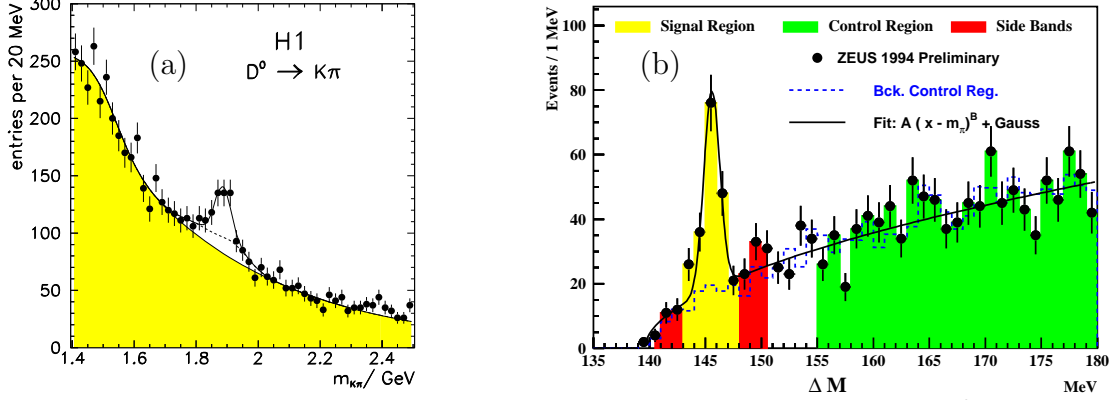 entries per 20 MeV
300
250
200
150
100
50
0
(a)
H1
D⁰ → Kπ
1.4
1.6
1.8
2
2.2
2.4
m_Kπ / GeV
Events / 1 MeV
100
80
60
40
20
0
Signal Region
Control Region
Side Bands
(b)
ZEUS 1994 Preliminary
Bck. Control Reg.
Fit: A ( x - m_π)^B + Gauss
135
140
145
150
155
160
165
170
175
180
Δ M
MeV